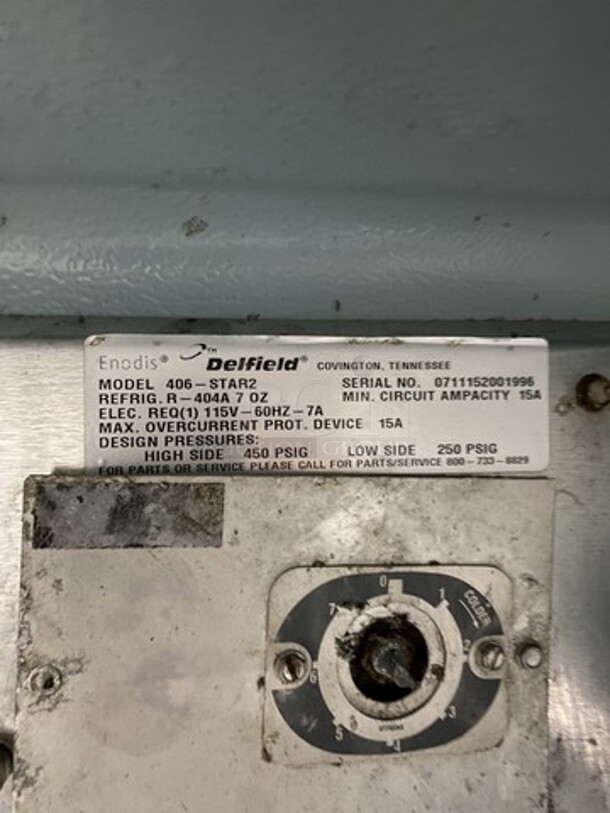 Enodis® ™ Delfield® COVINGTON, TENNESSEE
MODEL 406-STAR2 SERIAL NO. 0711152001996
REFRIG. R-404A 7 OZ MIN. CIRCUIT AMPACITY 15A
ELEC. REQ(1) 115V-60HZ-7A
MAX. OVERCURRENT PROT. DEVICE 15A
DESIGN PRESSURES:
HIGH SIDE 450 PSIG LOW SIDE 250 PSIG
FOR PARTS OR SERVICE PLEASE CALL FOR PARTS/SERVICE 800-733-8829
0
7 1 COLDER
6 2
5 3
4